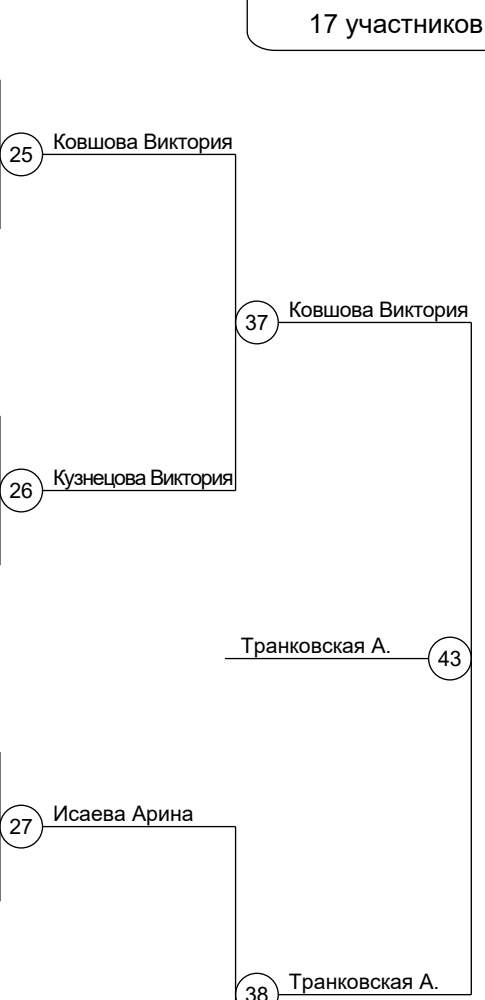 17 участников
Ковшова Виктория
25
Ковшова Виктория
37
Кузнецова Виктория
26
Транковская А.
43
Исаева Арина
27
Транковская А.
38